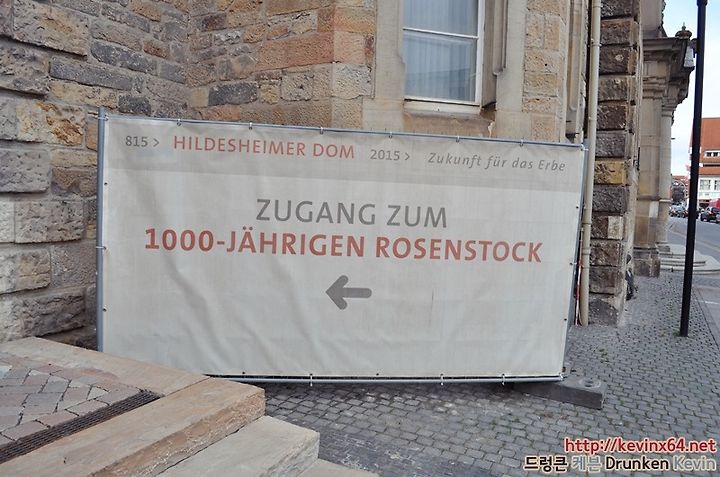 815 > HILDESHEIMER DOM 2015 > Zukunft für das Erbe
ZUGANG ZUM
1000-JÄHRIGEN ROSENSTOCK
←
http://kevinx64.net
드렁큰 케븐 Drunken Kevin